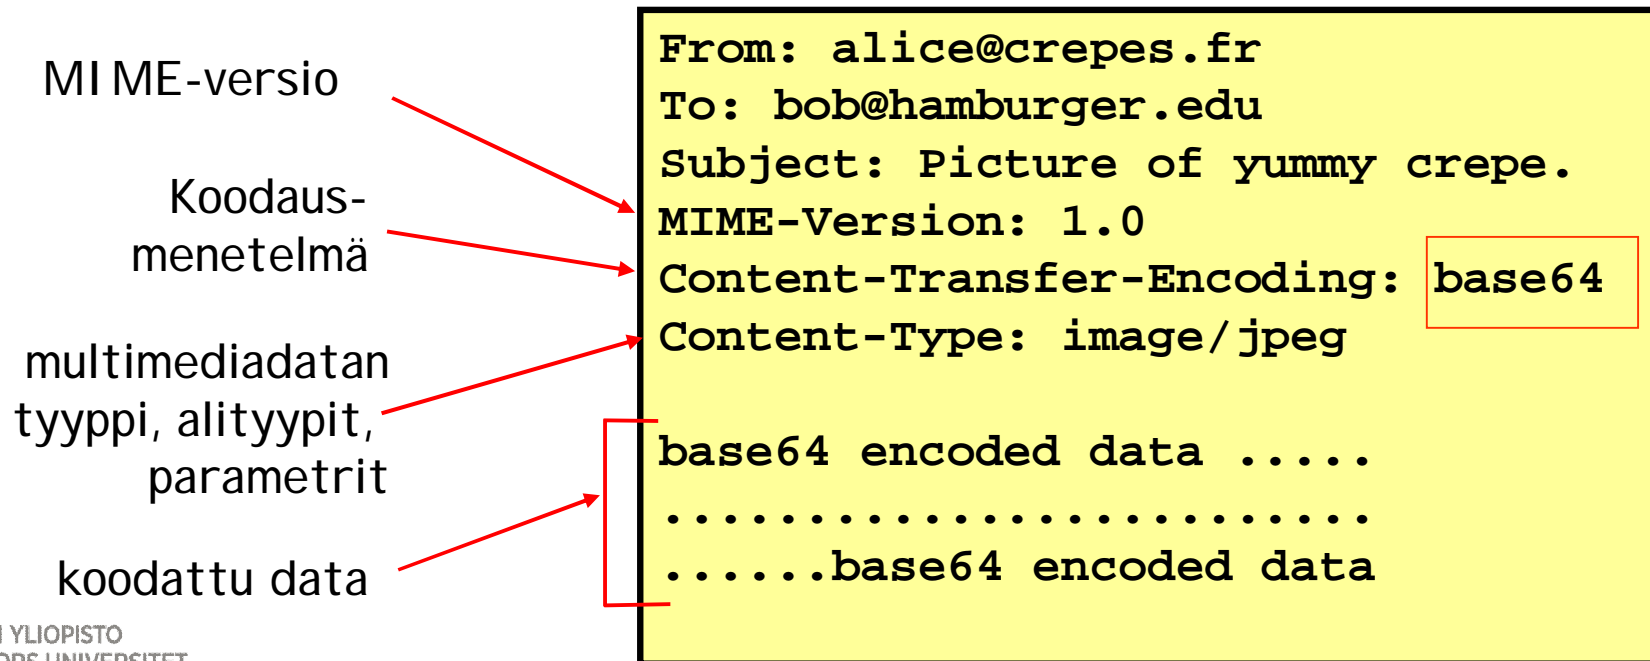 MIME-versio
Koodaus-
menetelmä
multimediadatan
tyyppi, alityypit,
parametrit
koodattu data
From: alice@crepes.fr
To: bob@hamburger.edu
Subject: Picture of yummy crepe.
MIME-Version: 1.0
Content-Transfer-Encoding: base64
Content-Type: image/jpeg
base64 encoded data .....
.........................
......base64 encoded data
YLIOPISTO
UNIVERSITET